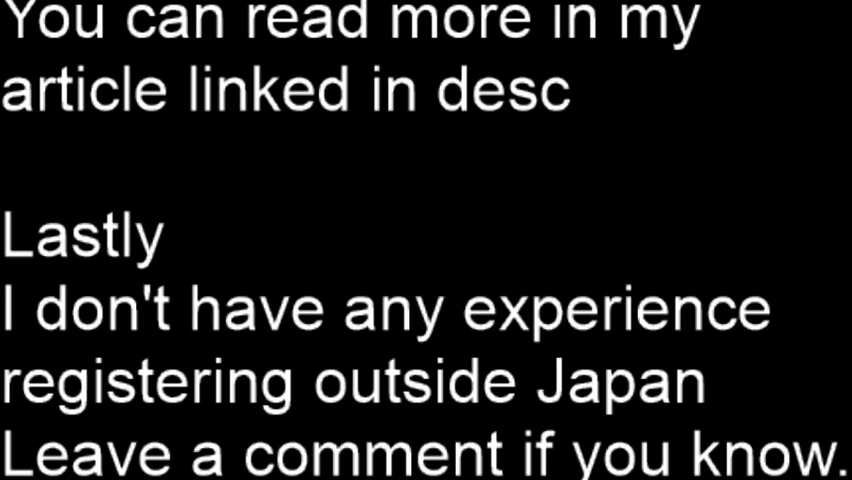 You can read more in my
article linked in desc
Lastly
I don't have any experience
registering outside Japan
Leave a comment if you know.